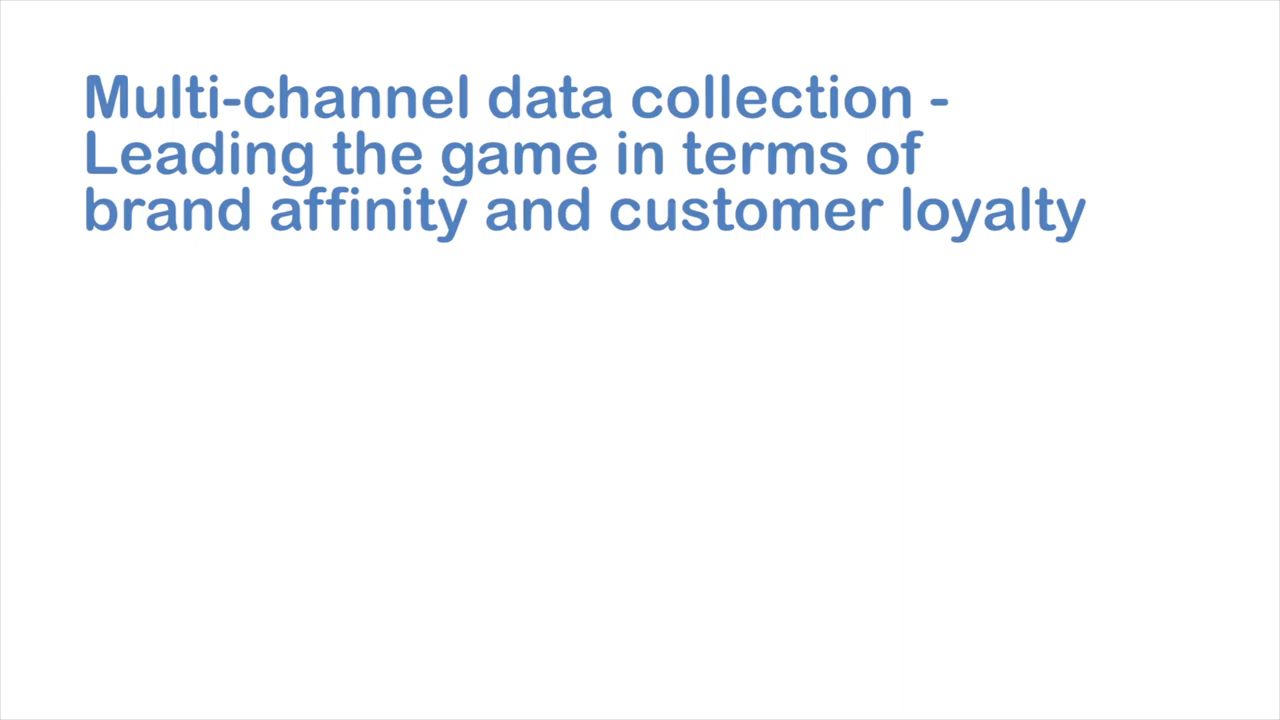 Multi-channel data collection -
Leading the game in terms of
brand affinity and customer loyalty